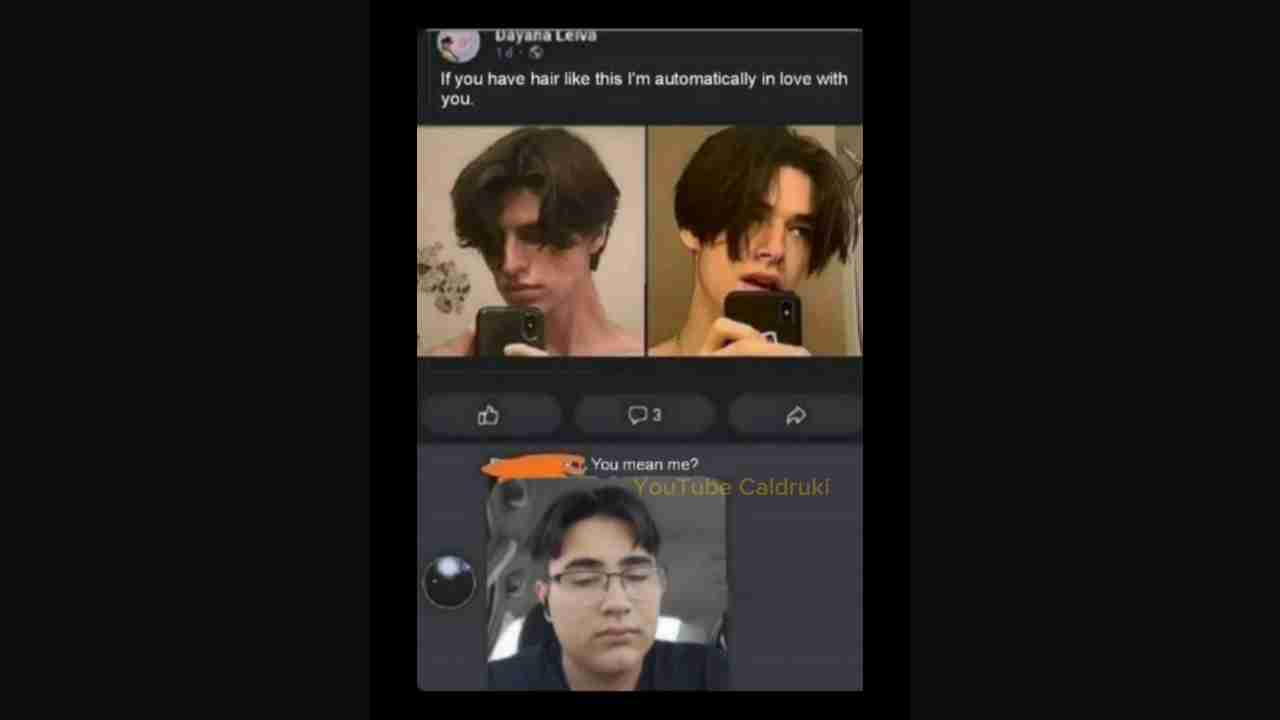 Dayana Leiva
1d
If you have hair like this I'm automatically in love with
you.
3
You mean me?
YouTube Caldruki